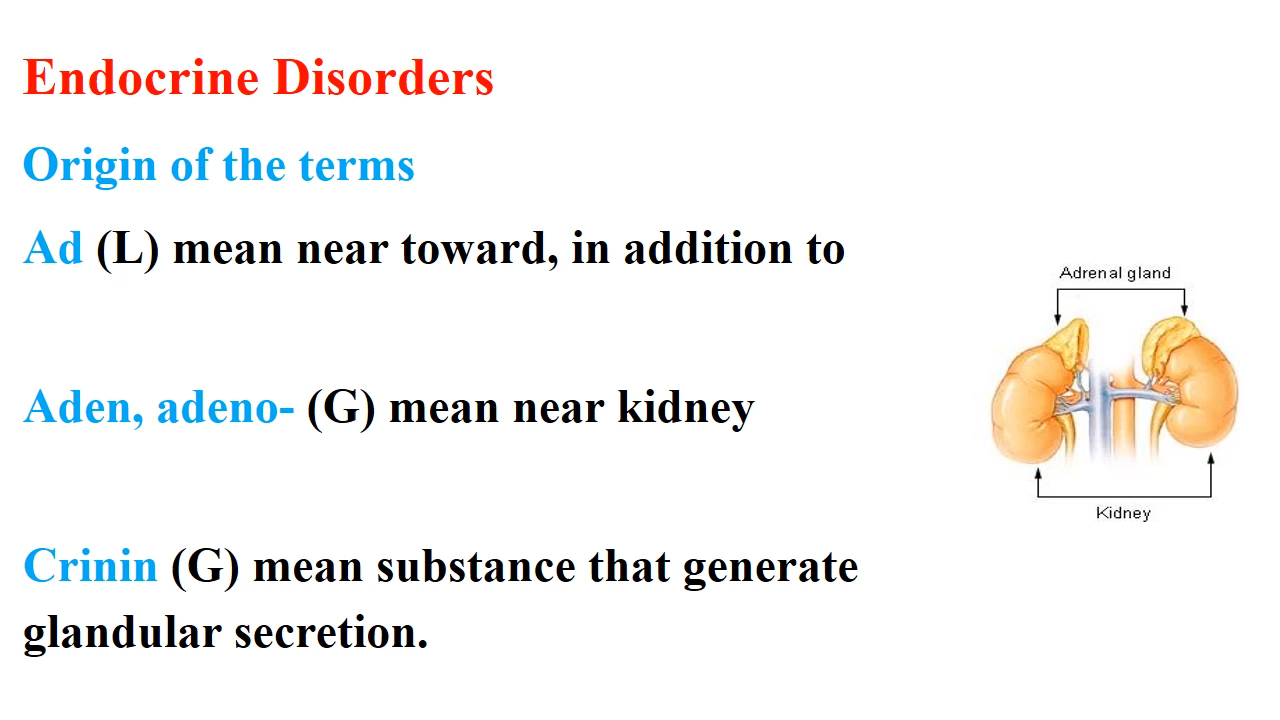 Endocrine Disorders
Origin of the terms
Ad (L) mean near toward, in addition to
Adrenal gland
Aden, adeno- (G) mean near kidney
Kidney
Crinin (G) mean substance that generate
glandular secretion.